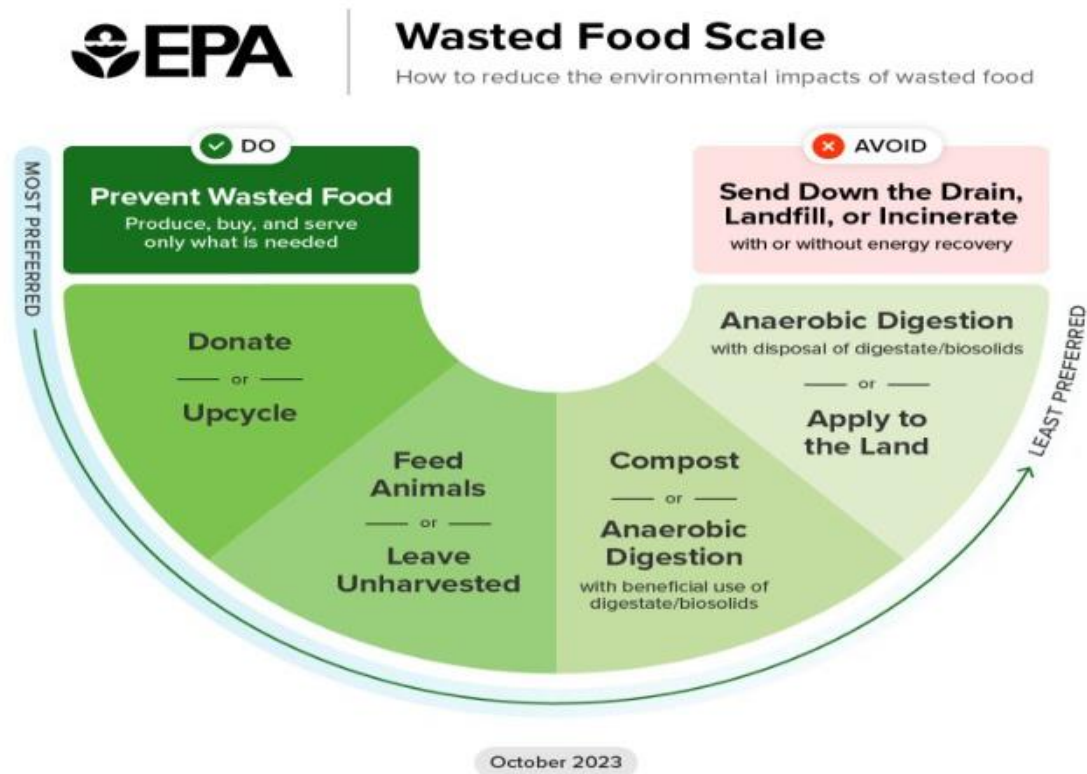 EPA
Wasted Food Scale
How to reduce the environmental impacts of wasted food
DO
Prevent Wasted Food
Produce, buy, and serve
only what is needed
AVOID
Send Down the Drain,
Landfill, or Incinerate
with or without energy recovery
MOST PREFERRED
Donate
or
Upcycle
Feed
Animals
or
Leave
Unharvested
Compost
or
Anaerobic
Digestion
with beneficial use of
digestate/biosolids
Anaerobic Digestion
with disposal of digestate/biosolids
or
Apply to
the Land
LEAST PREFERRED
October 2023